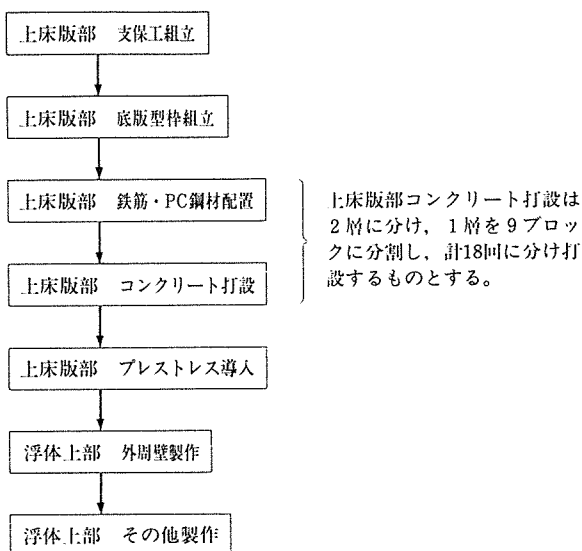 上床版部 支保工組立
上床版部 底版型枠組立
上床版部 鉄筋・PC鋼材配置
上床版部コンクリート打設は
2層に分け，1層を9ブロッ
クに分割し，計18回に分け打
設するものとする。
上床版部 コンクリート打設
上床版部 プレストレス導入
浮体上部 外周壁製作
浮体上部 その他製作